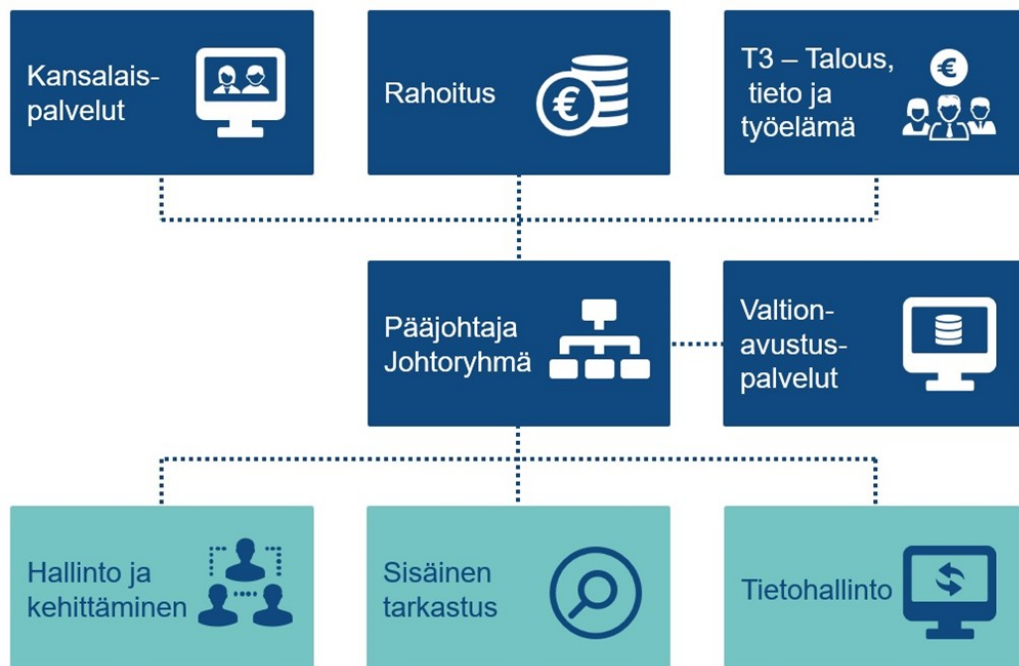 Kansalais-
palvelut
Rahoitus
T3 – Talous,
tieto ja
työelämä
Pääjohtaja
Johtoryhmä
Valtion-
avustus-
palvelut
Hallinto ja
kehittäminen
Sisäinen
tarkastus
Tietohallinto